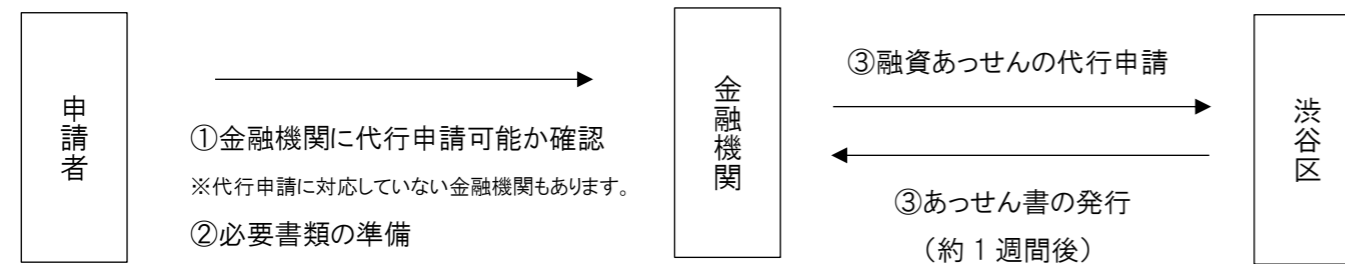 申請者
①金融機関に代行申請可能か確認
※代行申請に対応していない金融機関もあります。
②必要書類の準備
金融機関
③融資あっせんの代行申請
③あっせん書の発行
（約１週間後）
渋谷区